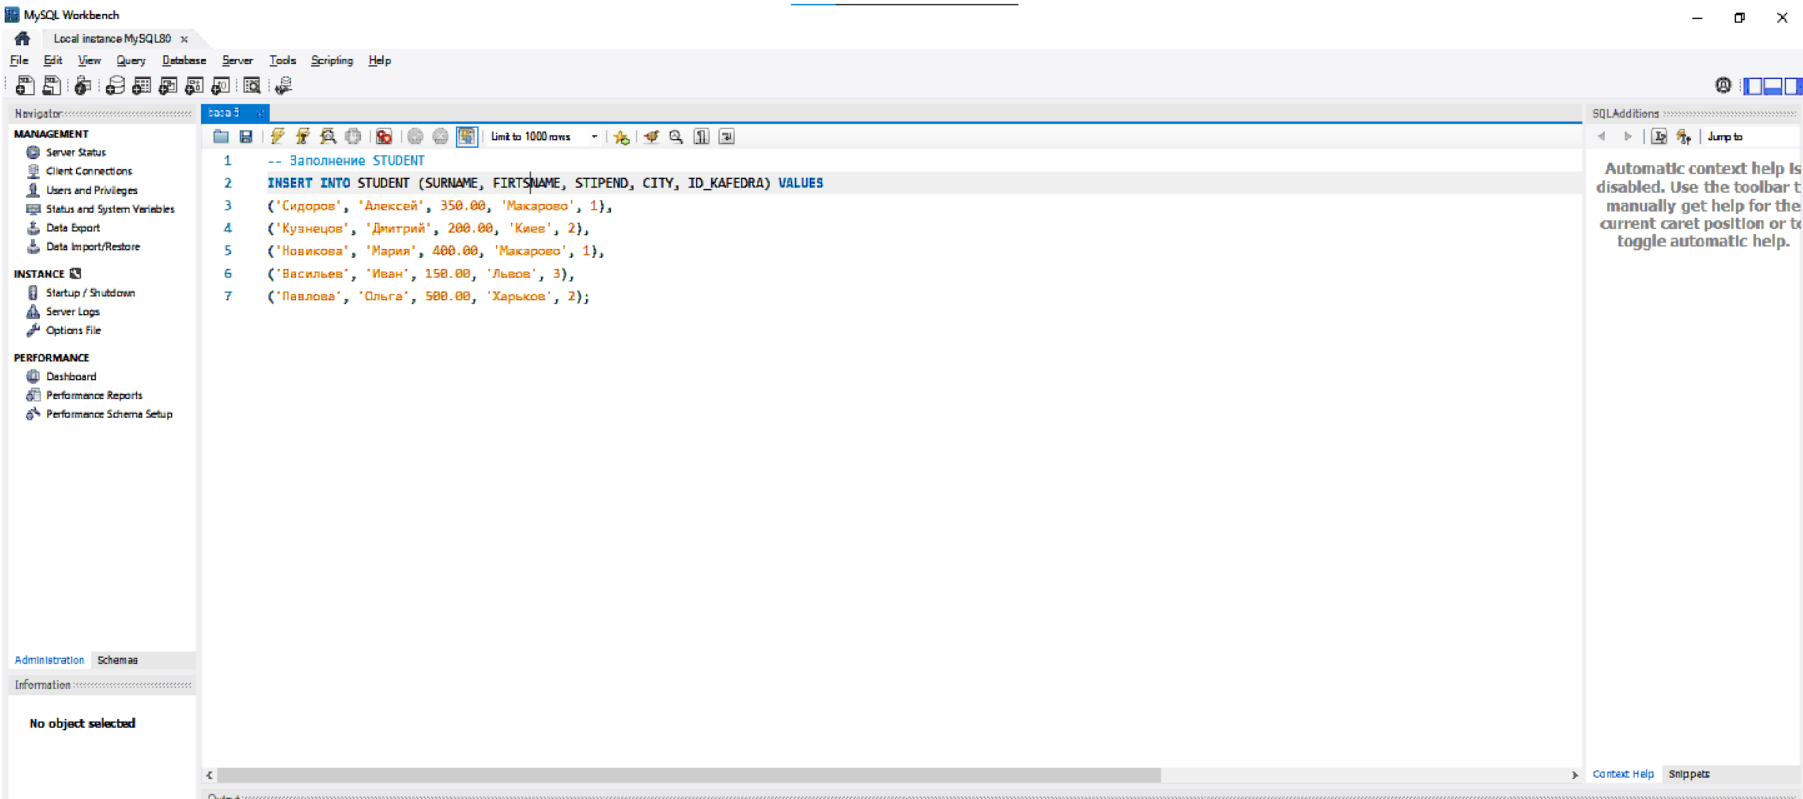 MySQL Workbench
Local instance MySQL80 ×
File Edit View Query Database Server Tools Scripting Help
Navigator
MANAGEMENT
Server Status
Client Connections
Users and Privileges
Status and System Variables
Data Export
Data Import/Restore
INSTANCE
Startup / Shutdown
Server Logs
Options File
PERFORMANCE
Dashboard
Performance Reports
Performance Schema Setup
Administration Schemas
Information
No object selected
Limit to 1000 rows
1 -- Заполнение STUDENT
2 INSERT INTO STUDENT (SURNAME, FIRTSNAME, STIPEND, CITY, ID_KAFEDRA) VALUES
3 ('Сидоров', 'Алексей', 350.00, 'Макарово', 1),
4 ('Кузнецов', 'Дмитрий', 200.00, 'Киев', 2),
5 ('Новикова', 'Мария', 400.00, 'Макарово', 1),
6 ('Васильев', 'Иван', 150.00, 'Львов', 3),
7 ('Павлова', 'Ольга', 500.00, 'Харьков', 2);
SQLAdditions
Jump to
Automatic context help is
disabled. Use the toolbar t
manually get help for the
current caret position or to
toggle automatic help.
Context Help Snippets
Output